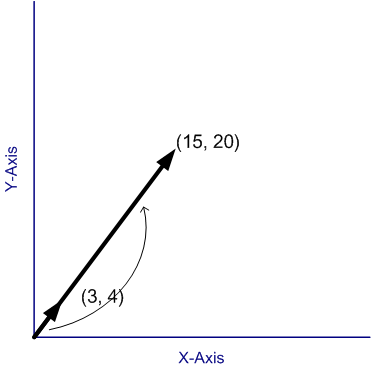 (15, 20)
Y-Axis
(3, 4)
X-Axis